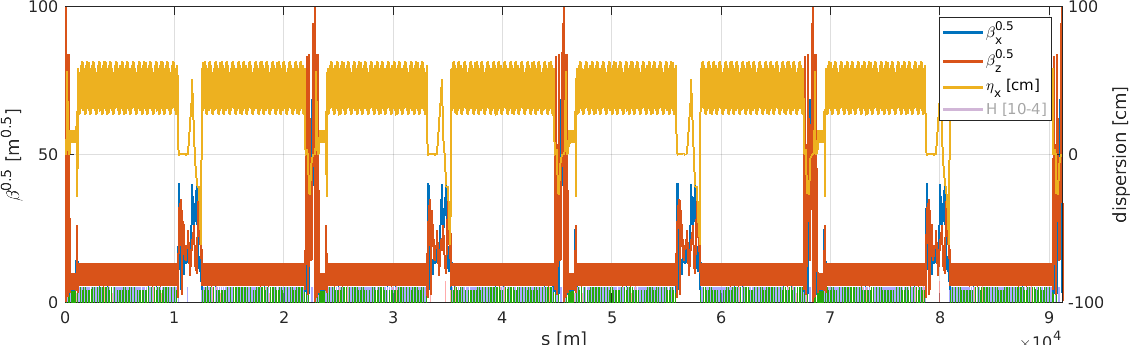 100
50
0
β^0.5 [m^0.5]
100
0
-100
dispersion [cm]
β_x^0.5
β_z^0.5
η_x [cm]
H [10-4]
0 1 2 3 4 5 6 7 8 9
s [m]
×10^4